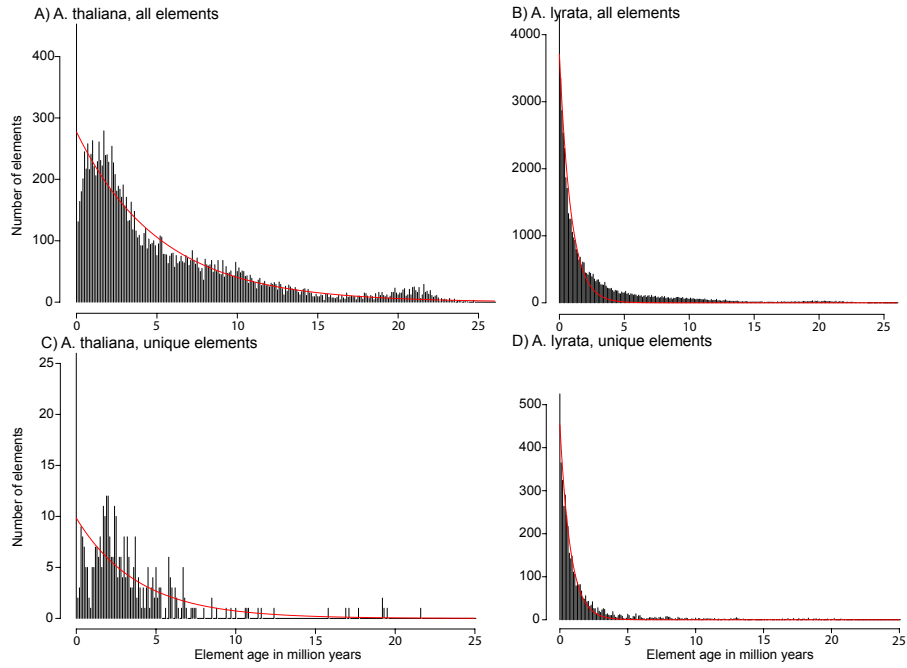 A) A. thaliana, all elements
400
300
200
100
0
Number of elements
0 5 10 15 20 25
B) A. lyrata, all elements
4000
3000
2000
1000
0
0 5 10 15 20 25
C) A. thaliana, unique elements
25
20
15
10
5
0
Number of elements
0 5 10 15 20 25
D) A. lyrata, unique elements
500
400
300
200
100
0
0 5 10 15 20 25
Element age in million years
Element age in million years